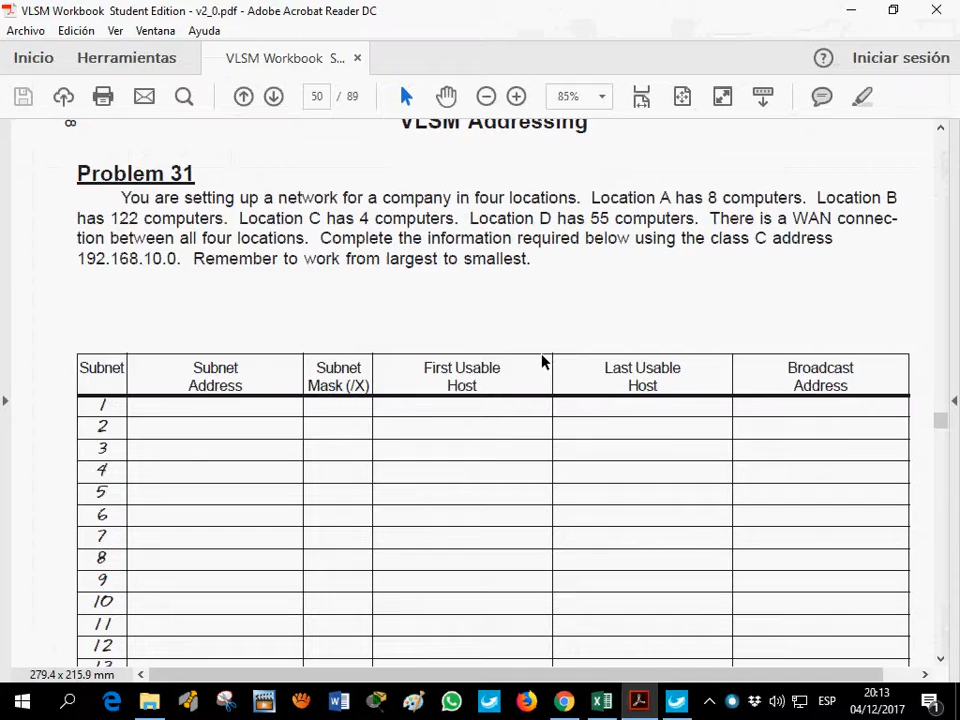 VLSM Workbook  Student Edition - v2_0.pdf - Adobe Acrobat Reader DC
Archivo Edición Ver Ventana Ayuda
Inicio Herramientas VLSM Workbook  S... × Iniciar sesión
50 / 89 85%
8 VLSM Addressing
Problem 31
You are setting up a network for a company in four locations.  Location A has 8 computers.  Location B
has 122 computers.  Location C has 4 computers.  Location D has 55 computers.  There is a WAN connec-
tion between all four locations.  Complete the information required below using the class C address
192.168.10.0.  Remember to work from largest to smallest.
Subnet Subnet Subnet First Usable Last Usable Broadcast
Address Mask (/X) Host Host Address
1
2
3
4
5
6
7
8
9
10
11
12
13
279.4 x 215.9 mm
20:13
ESP
04/12/2017
1